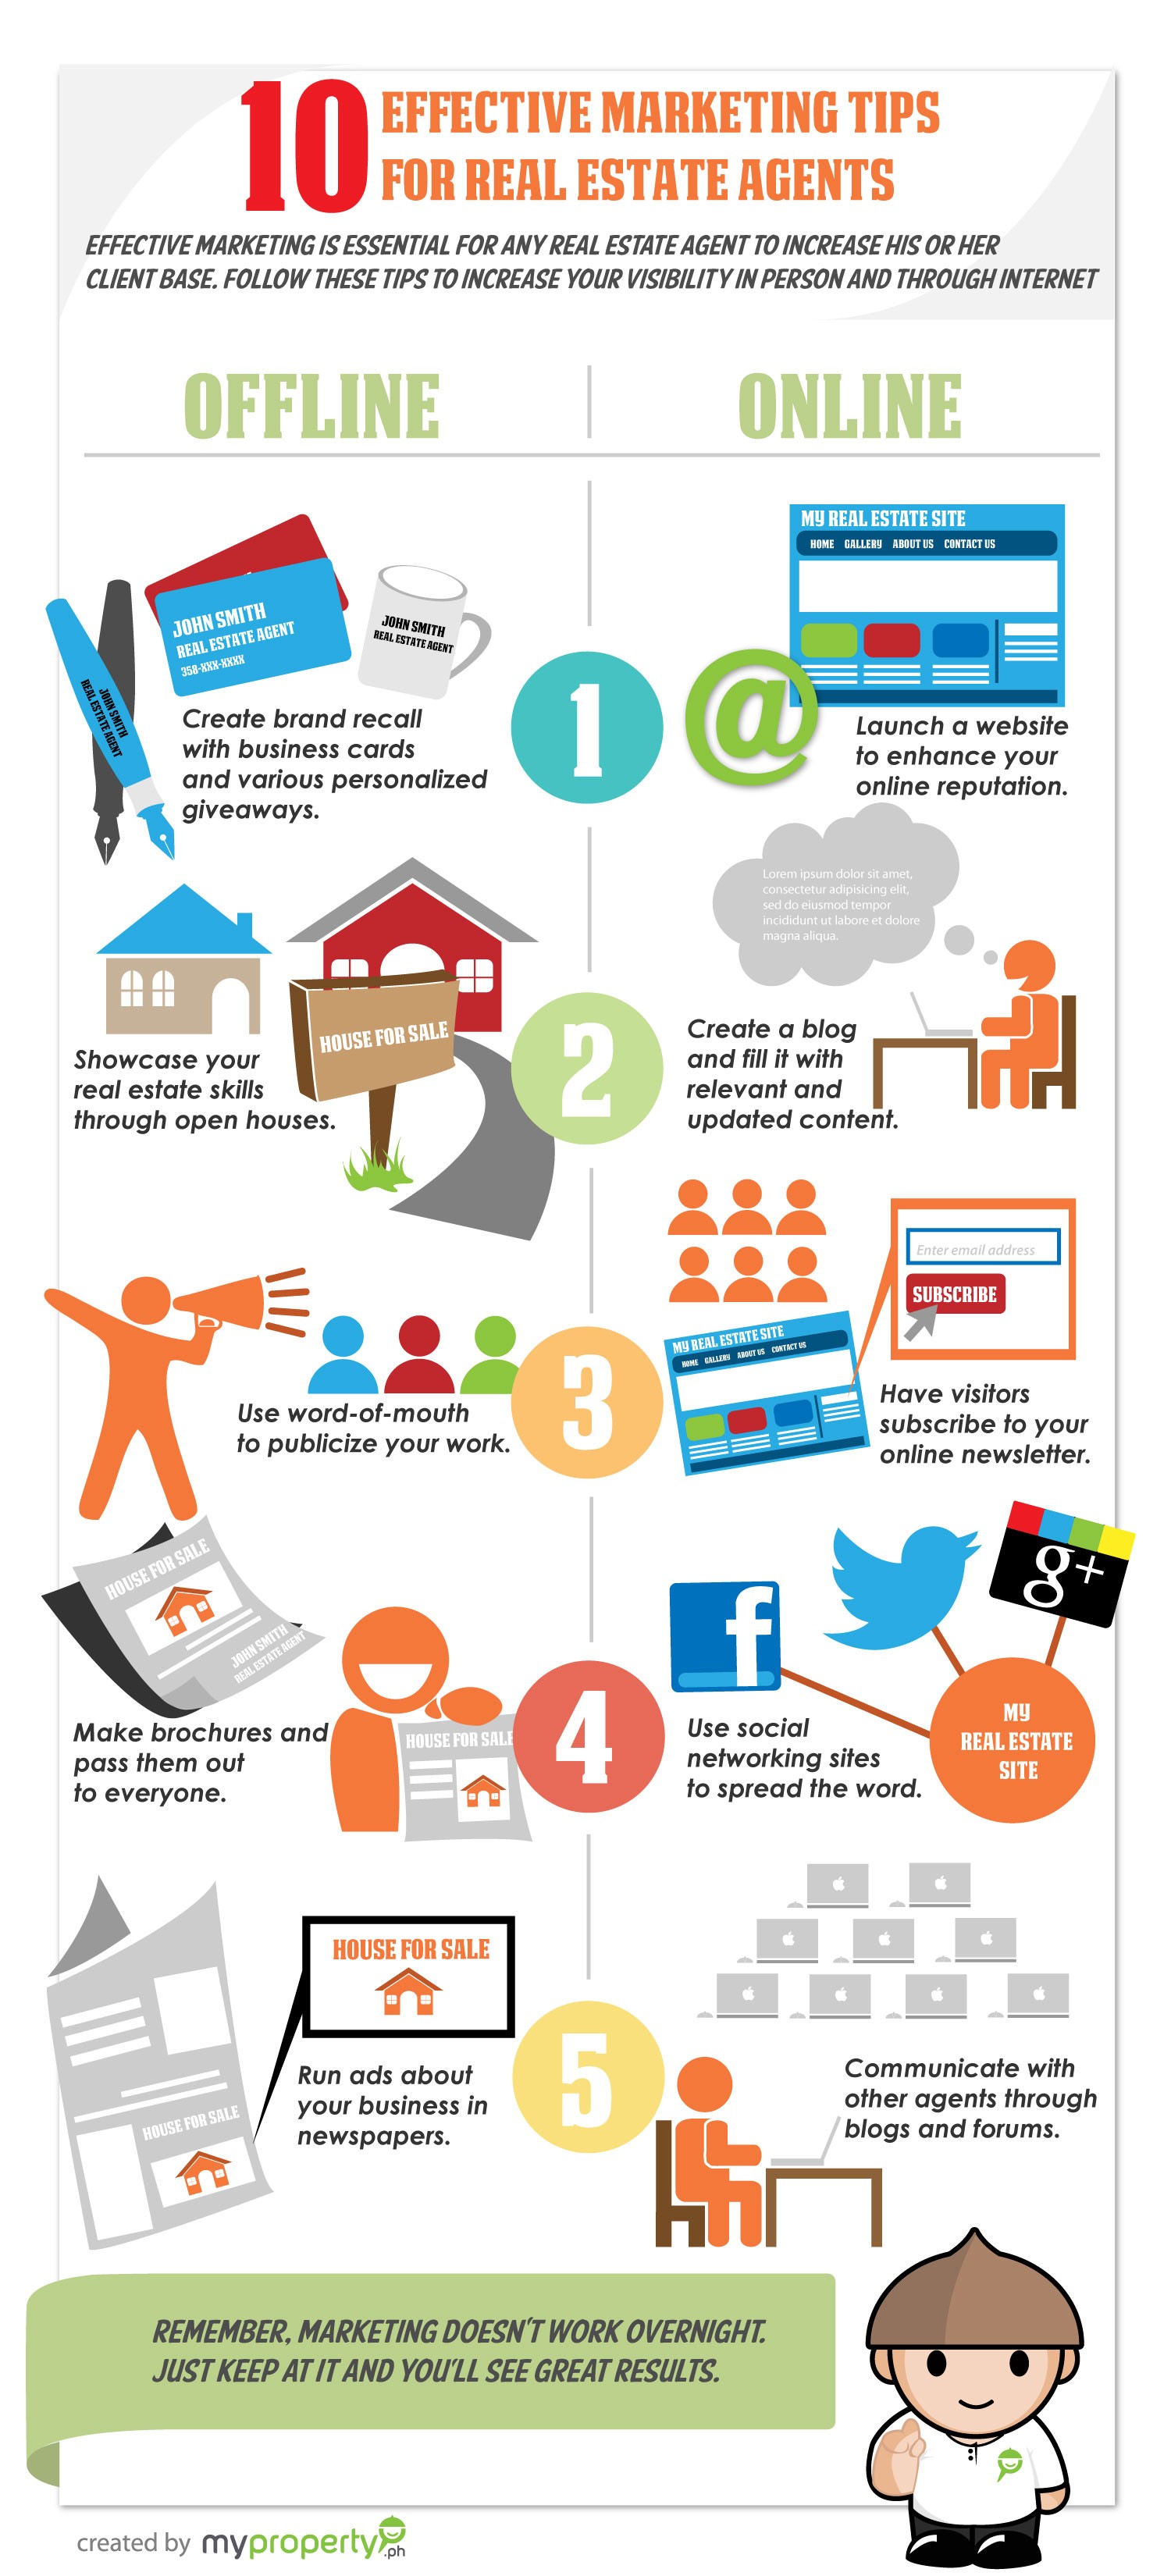 10 EFFECTIVE MARKETING TIPS
FOR REAL ESTATE AGENTS
EFFECTIVE MARKETING IS ESSENTIAL FOR ANY REAL ESTATE AGENT TO INCREASE HIS OR HER
CLIENT BASE. FOLLOW THESE TIPS TO INCREASE YOUR VISIBILITY IN PERSON AND THROUGH INTERNET
OFFLINE
ONLINE
JOHN SMITH
REAL ESTATE AGENT
358-XXX-XXXX
JOHN SMITH
REAL ESTATE AGENT
JOHN SMITH
REAL ESTATE AGENT
Create brand recall
with business cards
and various personalized
giveaways.
1
MY REAL ESTATE SITE
HOME GALLERY ABOUT US CONTACT US
@
Launch a website
to enhance your
online reputation.
HOUSE FOR SALE
Showcase your
real estate skills
through open houses.
2
Lorem ipsum dolor sit amet,
consectetur adipisicing elit,
sed do eiusmod tempor
incididunt ut labore et dolore
magna aliqua.
Create a blog
and fill it with
relevant and
updated content.
Use word-of-mouth
to publicize your work.
3
Enter email address
SUBSCRIBE
MY REAL ESTATE SITE
HOME GALLERY ABOUT US CONTACT US
Have visitors
subscribe to your
online newsletter.
HOUSE FOR SALE
JOHN SMITH
REAL ESTATE AGENT
Make brochures and
pass them out
to everyone.
HOUSE FOR SALE
4
f
g+
MY
REAL ESTATE
SITE
Use social
networking sites
to spread the word.
HOUSE FOR SALE
HOUSE FOR SALE
Run ads about
your business in
newspapers.
5
Communicate with
other agents through
blogs and forums.
REMEMBER, MARKETING DOESN'T WORK OVERNIGHT.
JUST KEEP AT IT AND YOU'LL SEE GREAT RESULTS.
created by myproperty.ph